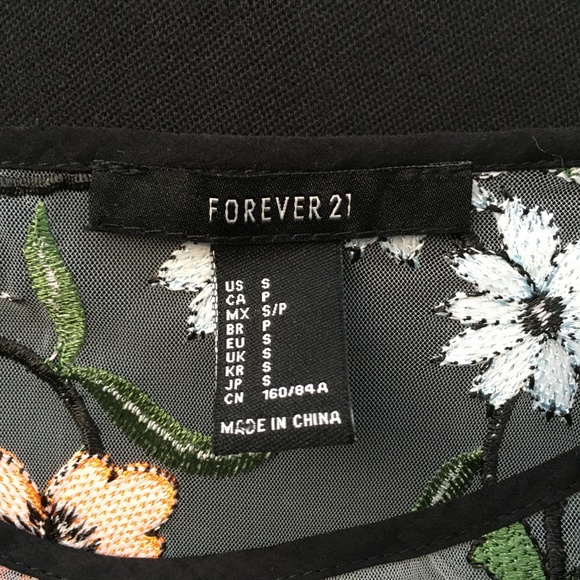 FOREVER 21
US S
CA P
MX S/P
BR P
EU S
UK S
KR S
JP S
CN 160/84A
MADE IN CHINA